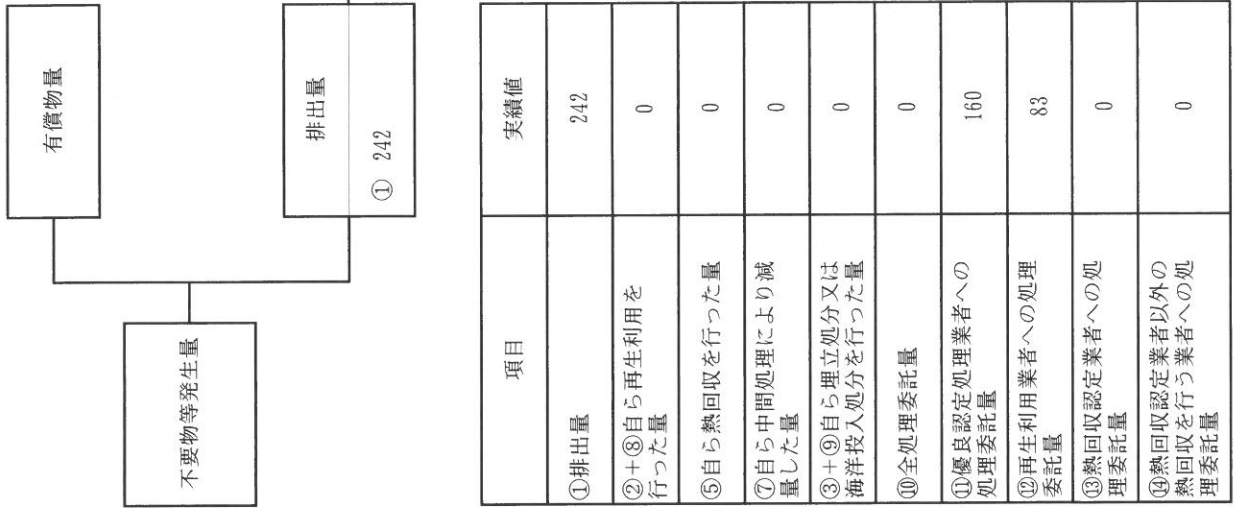 有償物量
不要物等発生量
排出量
① 242
項目
実績値
①排出量
242
②+⑧自ら再生利用を
行った量
0
⑤自ら熱回収を行った量
0
⑦自ら中間処理により減
量した量
0
③+⑨自ら埋立処分又は
海洋投入処分を行った量
0
⑩全処理委託量
0
⑪優良認定処理業者への
処理委託量
160
⑫再生利用業者への処理
委託量
83
⑬熱回収認定業者への処
理委託量
0
⑭熱回収認定業者以外の
熱回収を行う業者への処
理委託量
0